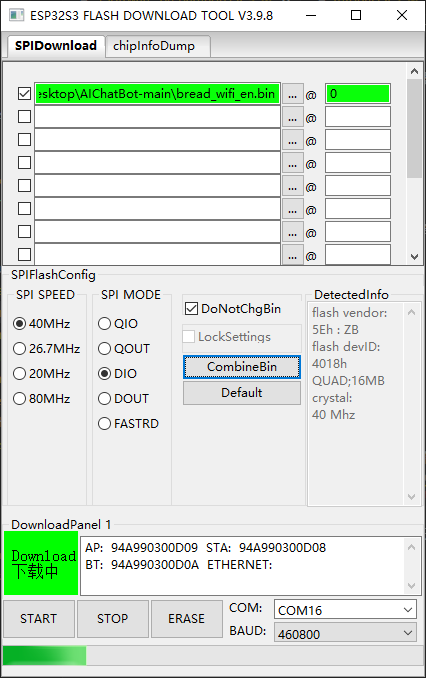 ESP32S3 FLASH DOWNLOAD TOOL V3.9.8
SPIDownload chipInfoDump
esktop\AIChatBot-main\bread_wifi_en.bin ... @ 0
... @
... @
... @
... @
... @
... @
... @
SPIFlashConfig
SPI SPEED
40MHz
26.7MHz
20MHz
80MHz
SPI MODE
QIO
QOUT
DIO
DOUT
FASTRD
DoNotChgBin
LockSettings
CombineBin
Default
DetectedInfo
flash vendor:
5Eh : ZB
flash devID:
4018h
QUAD;16MB
crystal:
40 Mhz
DownloadPanel 1
Download
下载中
AP: 94A990300D09 STA: 94A990300D08
BT: 94A990300D0A ETHERNET:
START STOP ERASE
COM: COM16
BAUD: 460800